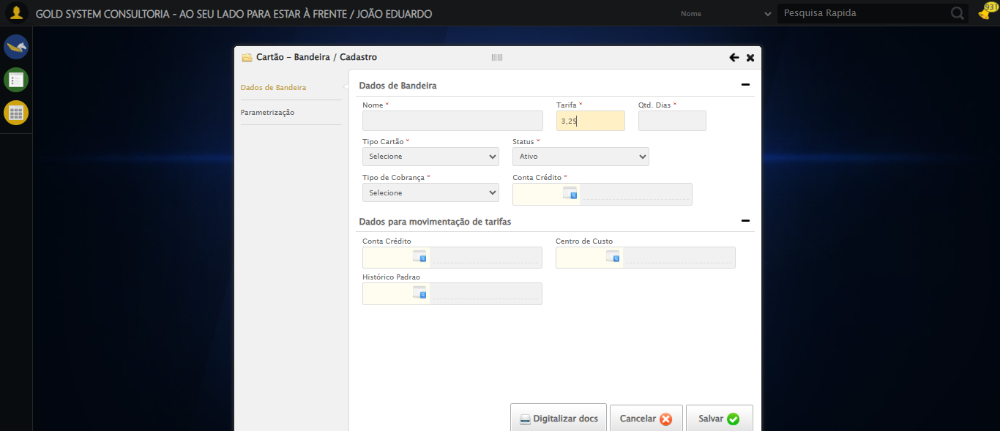 GOLD SYSTEM CONSULTORIA - AO SEU LADO PARA ESTAR À FRENTE / JOÃO EDUARDO
Nome
Pesquisa Rapida
931
Cartão - Bandeira / Cadastro
Dados de Bandeira
Parametrização
Dados de Bandeira
Nome *
Tarifa *
Qtd. Dias *
3,25
Tipo Cartão *
Status *
Selecione
Ativo
Tipo de Cobrança *
Conta Crédito *
Selecione
Dados para movimentação de tarifas
Conta Crédito
Centro de Custo
Histórico Padrao
Digitalizar docs
Cancelar
Salvar